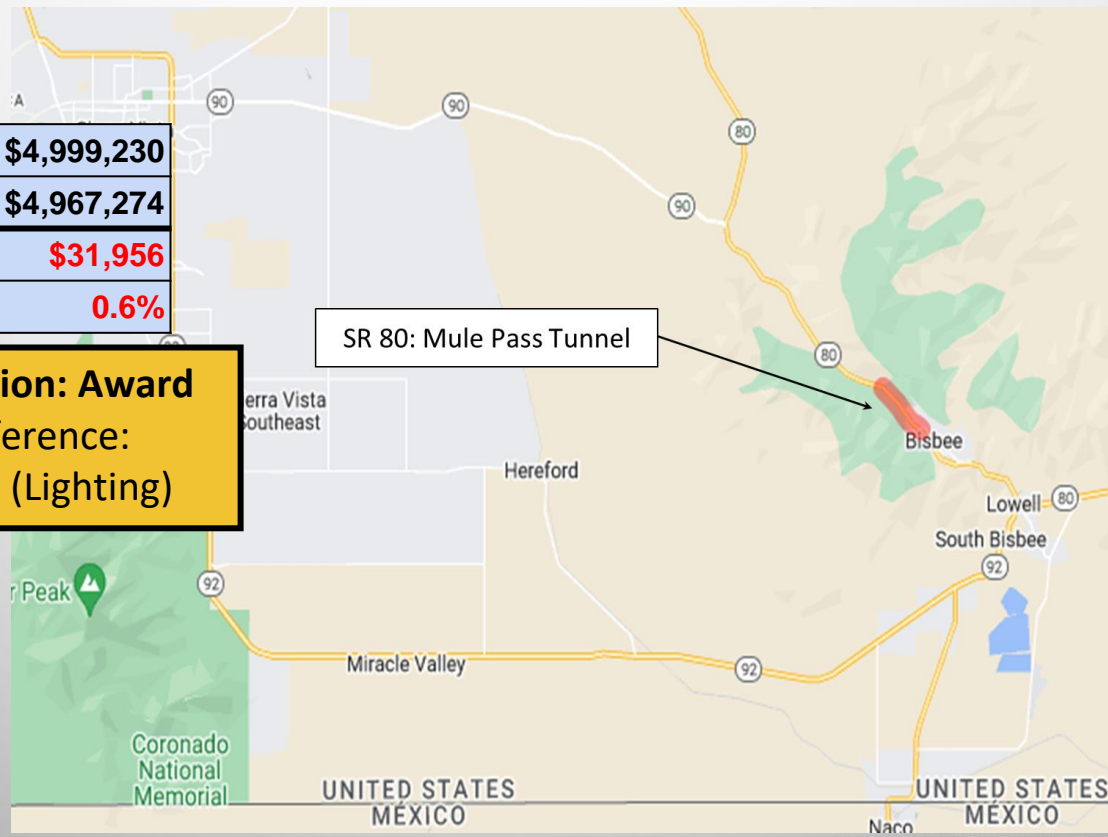 $4,999,230
$4,967,274
$31,956
0.6%
ion: Award
ference:
(Lighting)
SR 80: Mule Pass Tunnel
A
90
90
80
90
80
erra Vista
Southeast
Bisbee
Hereford
Lowell
80
South Bisbee
92
r Peak
92
Miracle Valley
92
Coronado
National
Memorial
UNITED STATES
MÉXICO
UNITED STATES
MÉXICO
Naco